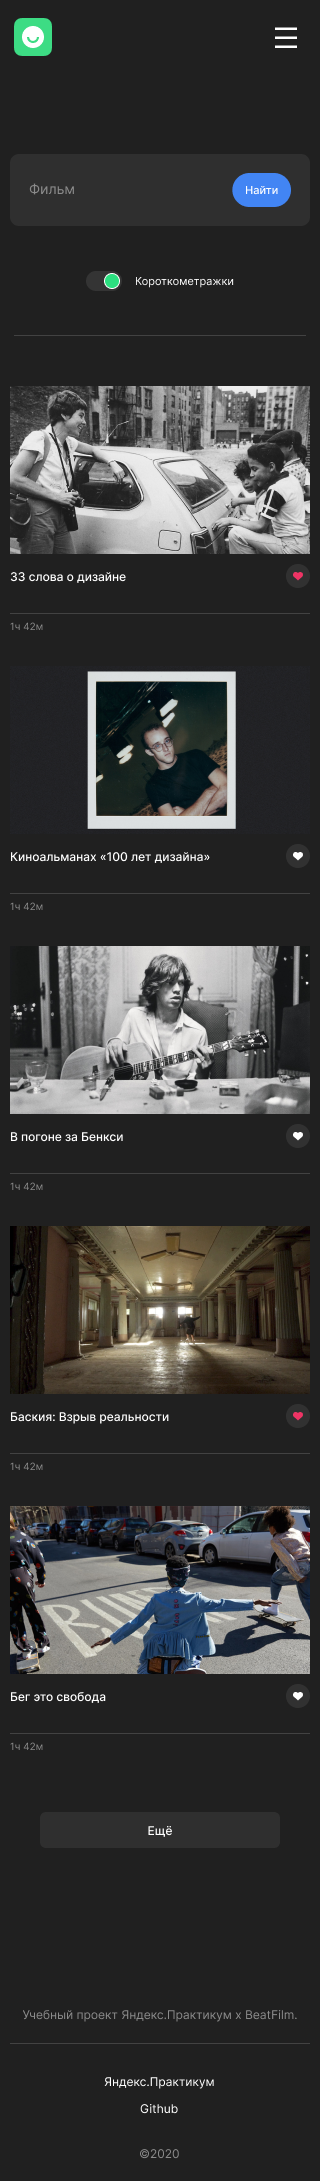 Фильм
Найти
Короткометражки
33 слова о дизайне
1ч 42м
Киноальманах «100 лет дизайна»
1ч 42м
В погоне за Бенкси
1ч 42м
Баския: Взрыв реальности
1ч 42м
Бег это свобода
1ч 42м
Ещё
Учебный проект Яндекс.Практикум х BeatFilm.
Яндекс.Практикум
Github
©2020